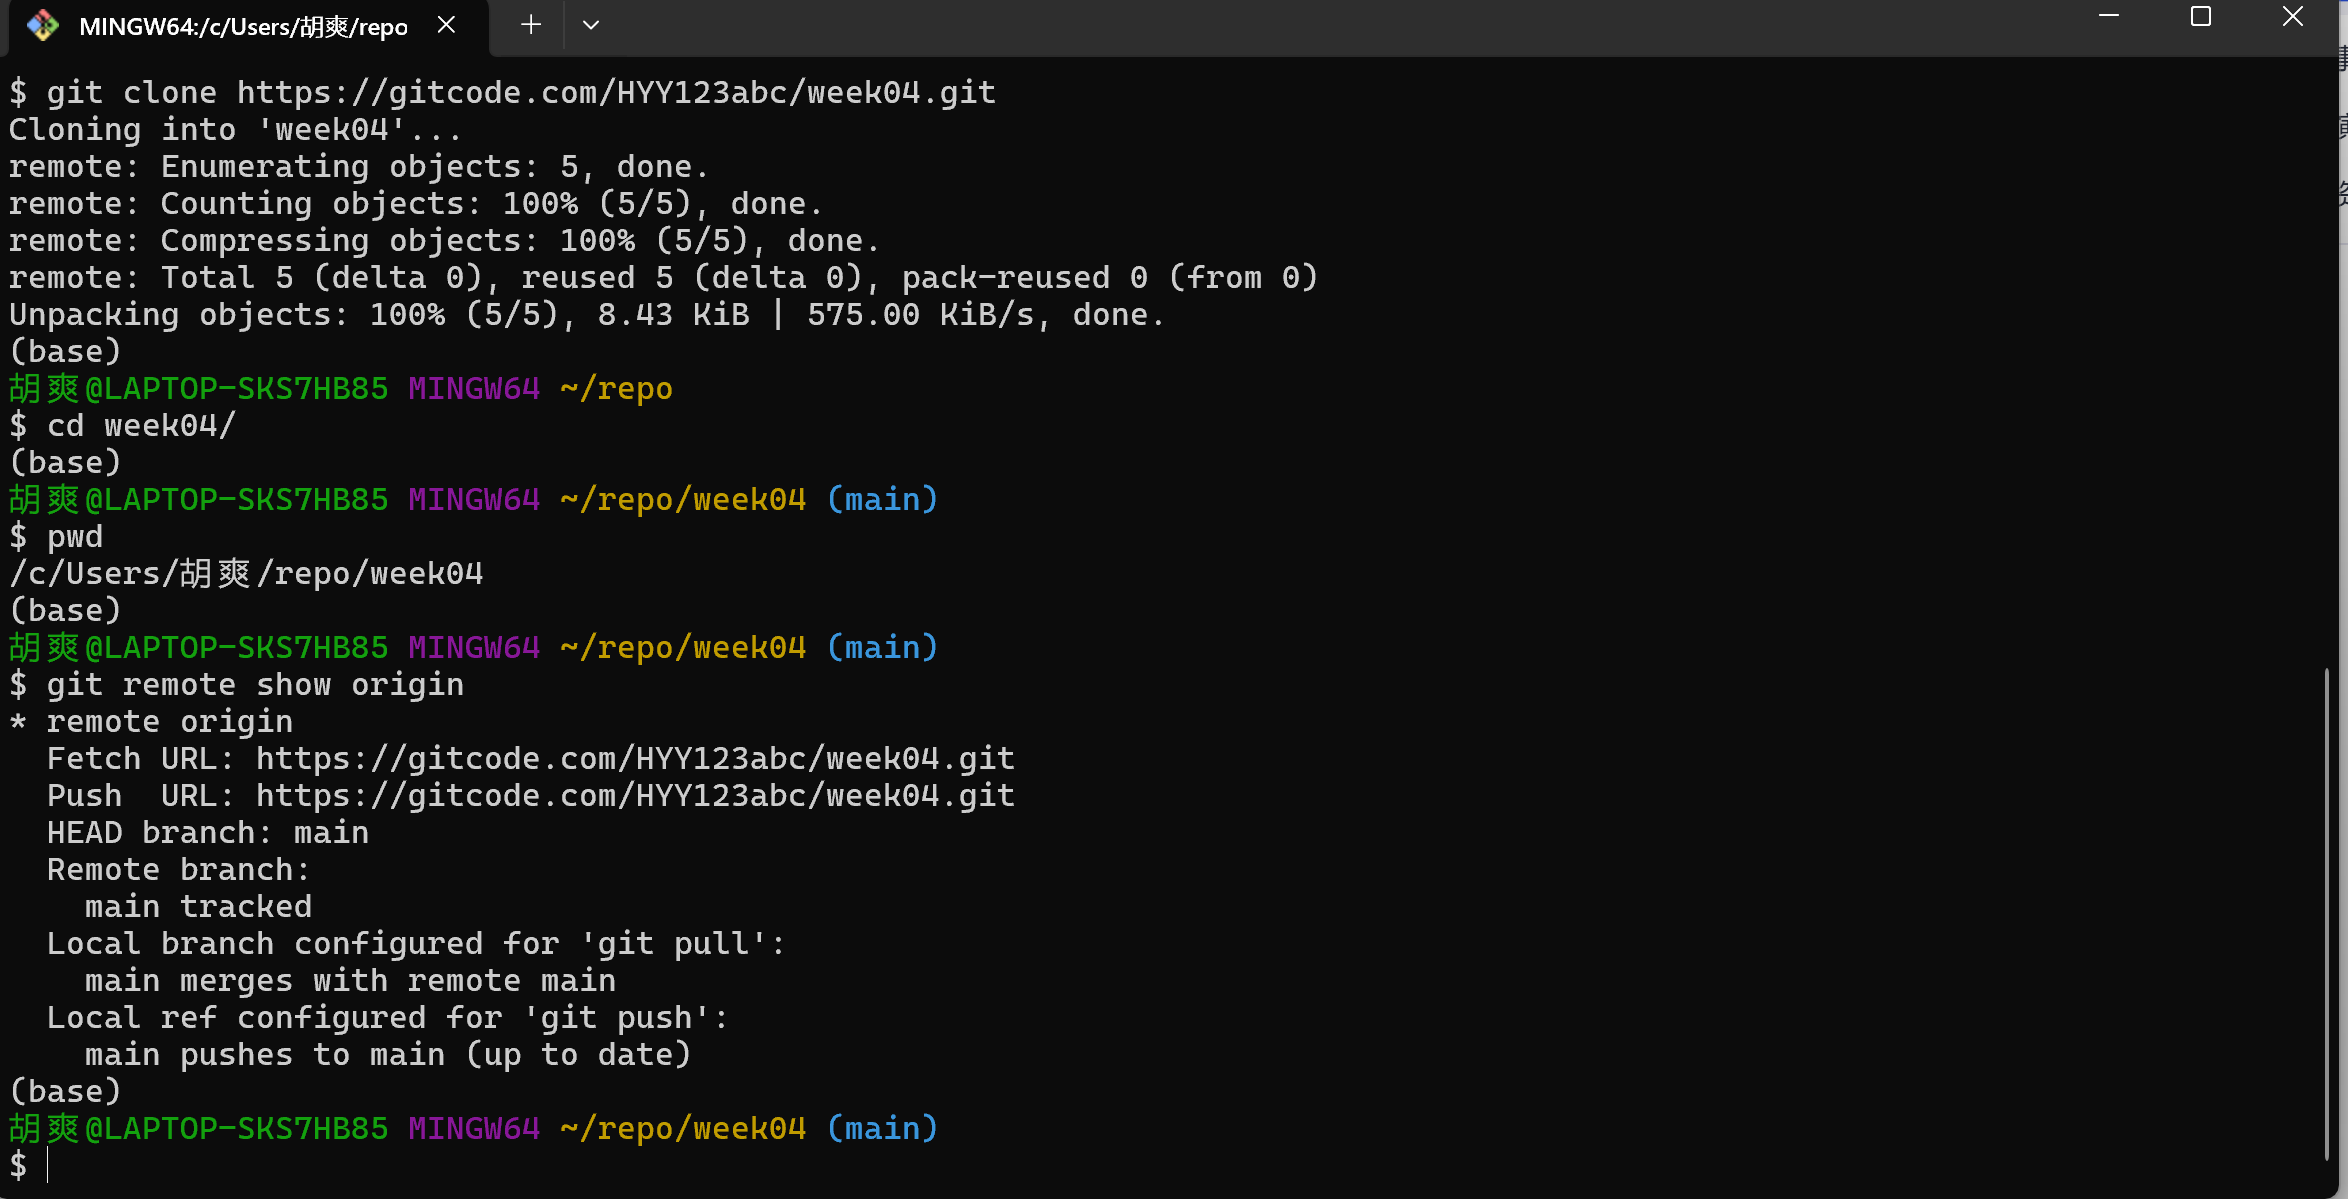 MINGW64:/c/Users/胡爽/repo
$ git clone https://gitcode.com/HYY123abc/week04.git
Cloning into 'week04'...
remote: Enumerating objects: 5, done.
remote: Counting objects: 100% (5/5), done.
remote: Compressing objects: 100% (5/5), done.
remote: Total 5 (delta 0), reused 5 (delta 0), pack-reused 0 (from 0)
Unpacking objects: 100% (5/5), 8.43 KiB | 575.00 KiB/s, done.
(base)
胡爽@LAPTOP-SKS7HB85 MINGW64 ~/repo
$ cd week04/
(base)
胡爽@LAPTOP-SKS7HB85 MINGW64 ~/repo/week04 (main)
$ pwd
/c/Users/胡爽/repo/week04
(base)
胡爽@LAPTOP-SKS7HB85 MINGW64 ~/repo/week04 (main)
$ git remote show origin
* remote origin
  Fetch URL: https://gitcode.com/HYY123abc/week04.git
  Push  URL: https://gitcode.com/HYY123abc/week04.git
  HEAD branch: main
  Remote branch:
    main tracked
  Local branch configured for 'git pull':
    main merges with remote main
  Local ref configured for 'git push':
    main pushes to main (up to date)
(base)
胡爽@LAPTOP-SKS7HB85 MINGW64 ~/repo/week04 (main)
$